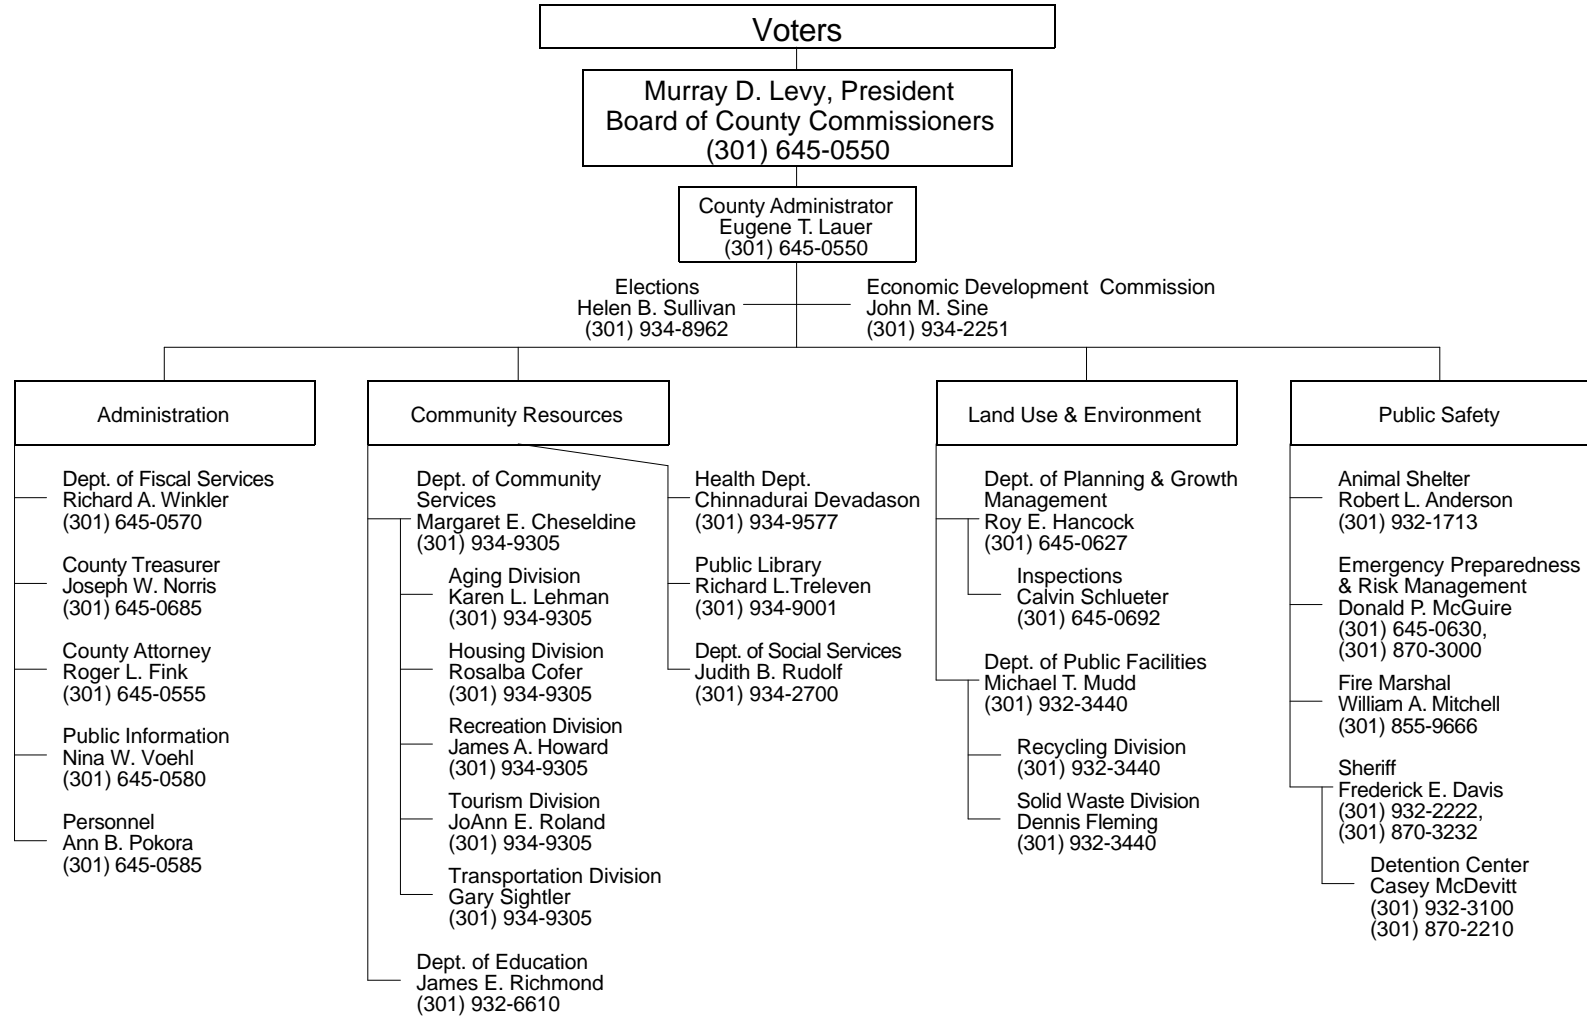 Voters
Murray D. Levy, President
Board of County Commissioners
(301) 645-0550
County Administrator
Eugene T. Lauer
(301) 645-0550
Elections
Helen B. Sullivan
(301) 934-8962
Economic Development Commission
John M. Sine
(301) 934-2251
Administration
Dept. of Fiscal Services
Richard A. Winkler
(301) 645-0570
County Treasurer
Joseph W. Norris
(301) 645-0685
County Attorney
Roger L. Fink
(301) 645-0555
Public Information
Nina W. Voehl
(301) 645-0580
Personnel
Ann B. Pokora
(301) 645-0585
Community Resources
Dept. of Community
Services
Margaret E. Cheseldine
(301) 934-9305
Aging Division
Karen L. Lehman
(301) 934-9305
Housing Division
Rosalba Cofer
(301) 934-9305
Recreation Division
James A. Howard
(301) 934-9305
Tourism Division
JoAnn E. Roland
(301) 934-9305
Transportation Division
Gary Sightler
(301) 934-9305
Dept. of Education
James E. Richmond
(301) 932-6610
Health Dept.
Chinnadurai Devadason
(301) 934-9577
Public Library
Richard L.Treleven
(301) 934-9001
Dept. of Social Services
Judith B. Rudolf
(301) 934-2700
Land Use & Environment
Dept. of Planning & Growth
Management
Roy E. Hancock
(301) 645-0627
Inspections
Calvin Schlueter
(301) 645-0692
Dept. of Public Facilities
Michael T. Mudd
(301) 932-3440
Recycling Division
(301) 932-3440
Solid Waste Division
Dennis Fleming
(301) 932-3440
Public Safety
Animal Shelter
Robert L. Anderson
(301) 932-1713
Emergency Preparedness
& Risk Management
Donald P. McGuire
(301) 645-0630,
(301) 870-3000
Fire Marshal
William A. Mitchell
(301) 855-9666
Sheriff
Frederick E. Davis
(301) 932-2222,
(301) 870-3232
Detention Center
Casey McDevitt
(301) 932-3100
(301) 870-2210